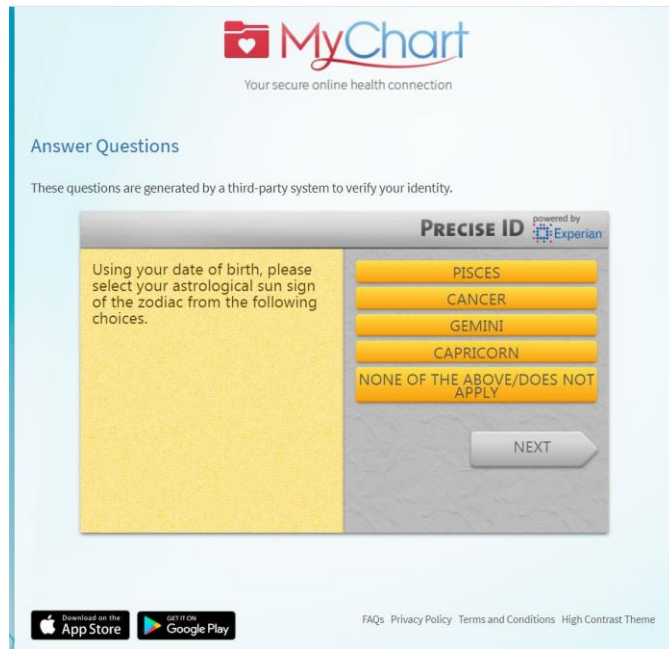 MyChart
Your secure online health connection
Answer Questions
These questions are generated by a third-party system to verify your identity.
PRECISE ID powered by Experian
Using your date of birth, please
select your astrological sun sign
of the zodiac from the following
choices.
PISCES
CANCER
GEMINI
CAPRICORN
NONE OF THE ABOVE/DOES NOT
APPLY
NEXT
Download on the
App Store
GET IT ON
Google Play
FAQs Privacy Policy Terms and Conditions High Contrast Theme